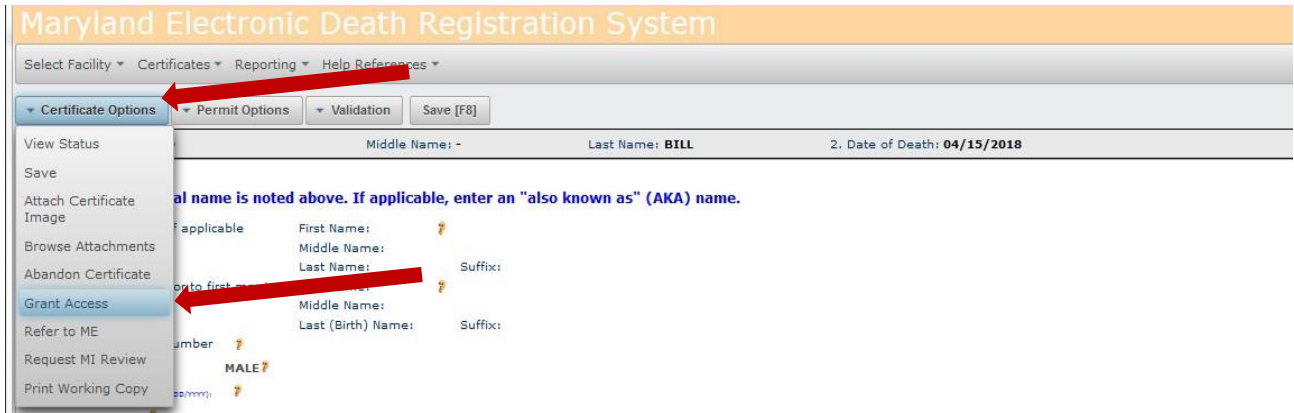 Maryland Electronic Death Registration System
Select Facility Certificates Reporting Help References
Certificate Options Permit Options Validation Save [F8]
View Status
Middle Name: - Last Name: BILL 2. Date of Death: 04/15/2018
Save
Attach Certificate
Image
al name is noted above. If applicable, enter an "also known as" (AKA) name.
applicable First Name:
Middle Name:
Browse Attachments
Last Name: Suffix:
Abandon Certificate
or to first
Grant Access
Middle Name:
Last (Birth) Name: Suffix:
Refer to ME
umber
Request MI Review
MALE
Print Working Copy